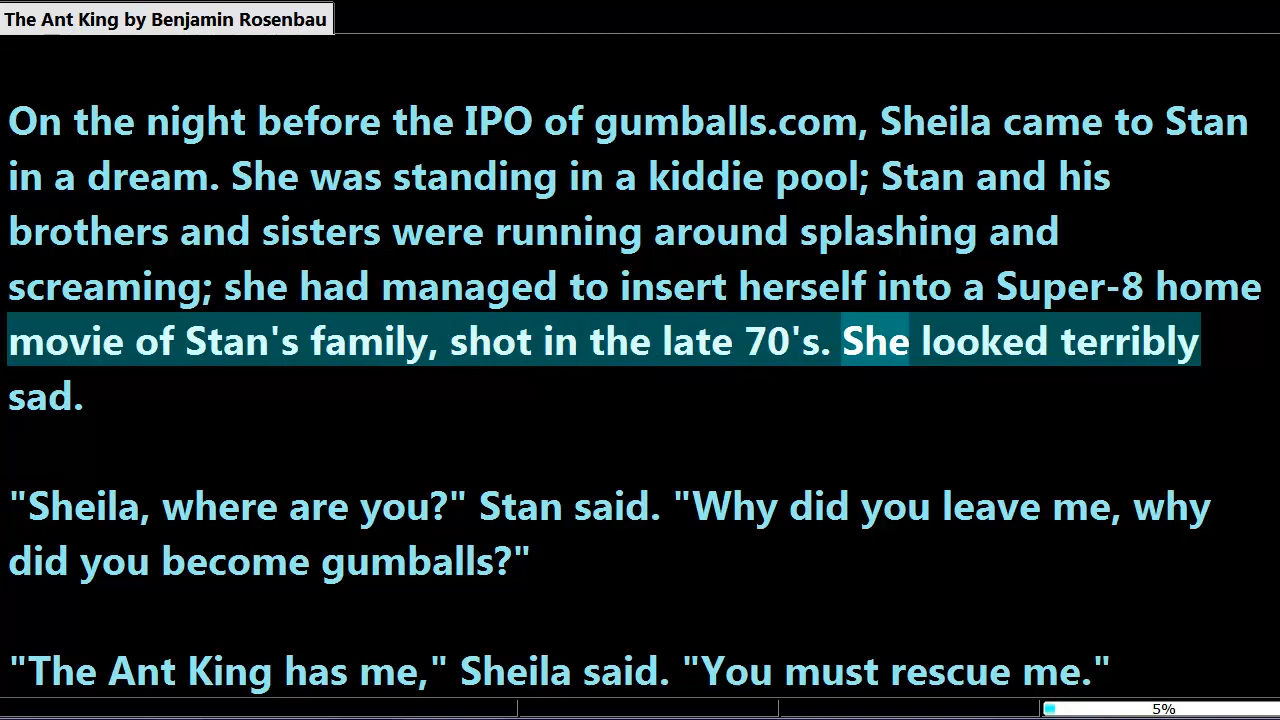 The Ant King by Benjamin Rosenbau
On the night before the IPO of gumballs.com, Sheila came to Stan
in a dream. She was standing in a kiddie pool; Stan and his
brothers and sisters were running around splashing and
screaming; she had managed to insert herself into a Super-8 home
movie of Stan's family, shot in the late 70's. She looked terribly
sad.
"Sheila, where are you?" Stan said. "Why did you leave me, why
did you become gumballs?"
"The Ant King has me," Sheila said. "You must rescue me."
5%